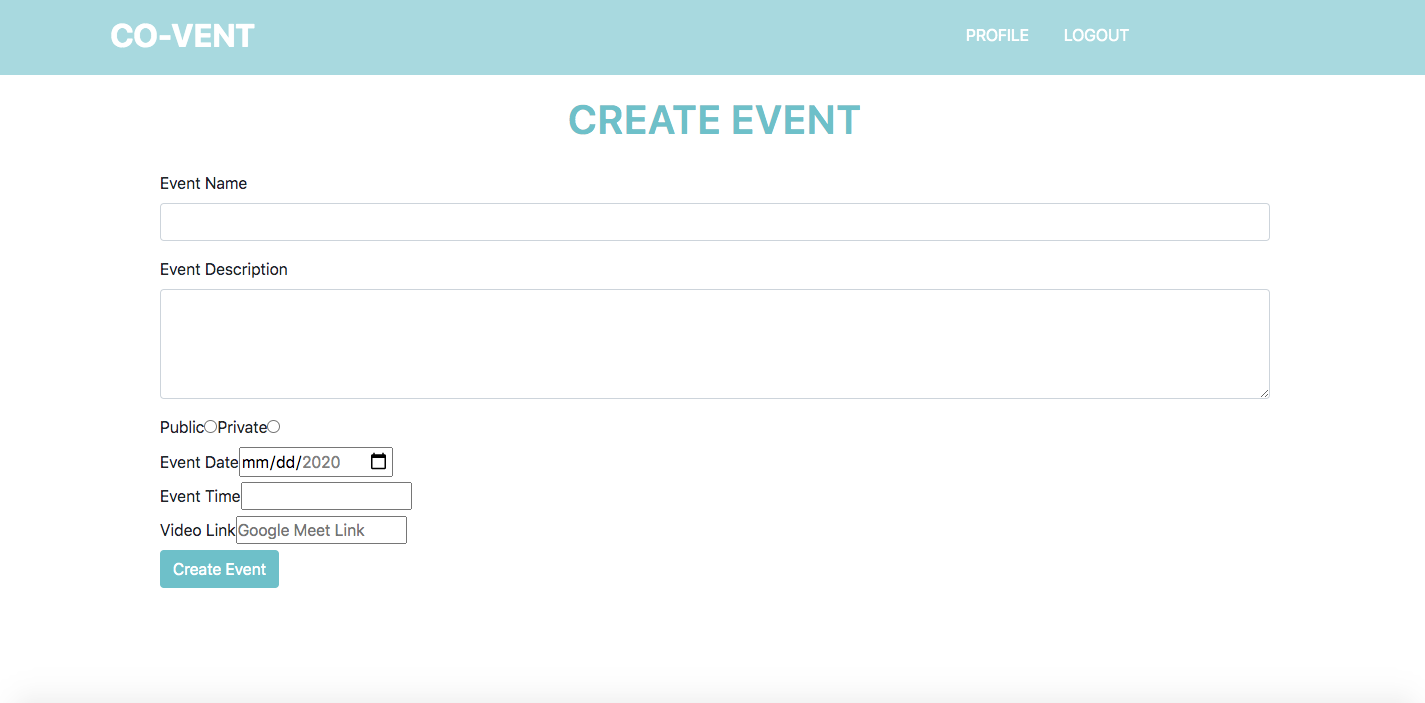 CO-VENT PROFILE LOGOUT
CREATE EVENT
Event Name
Event Description
Public Private
Event Date mm/dd/2020
Event Time
Video Link Google Meet Link
Create Event